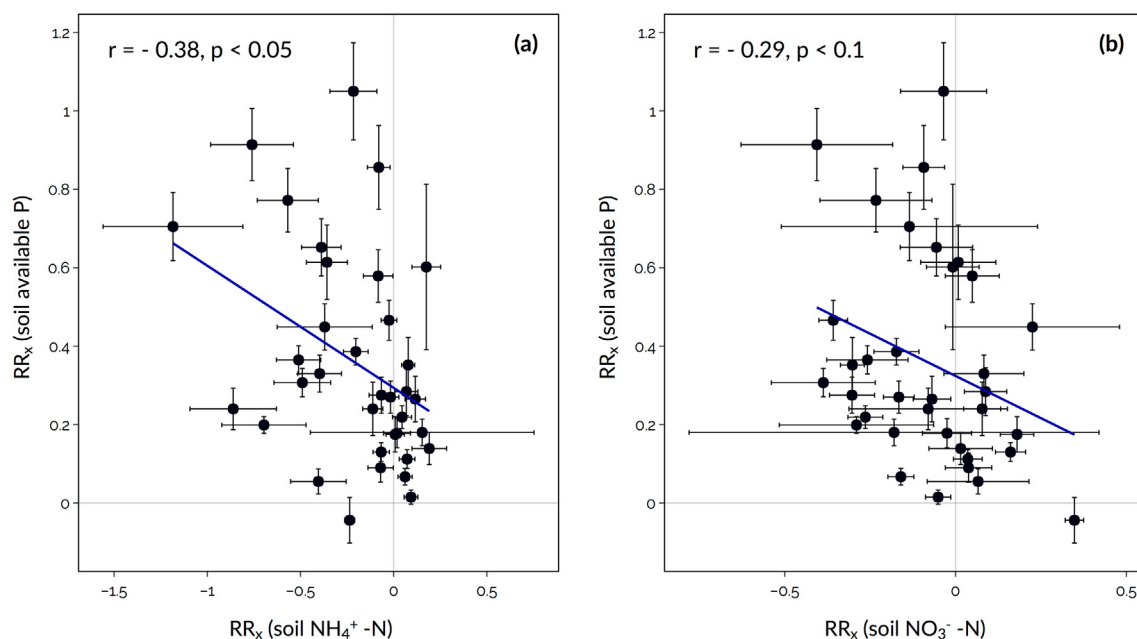 r = - 0.38, p < 0.05
(a)
1.2
1
0.8
0.6
0.4
0.2
0
RRx (soil available P)
-1.5
-1
-0.5
0
0.5
RRx (soil NH₄⁺ -N)
r = - 0.29, p < 0.1
(b)
1.2
1
0.8
0.6
0.4
0.2
0
RRx (soil available P)
-0.5
0
0.5
RRx (soil NO₃⁻ -N)